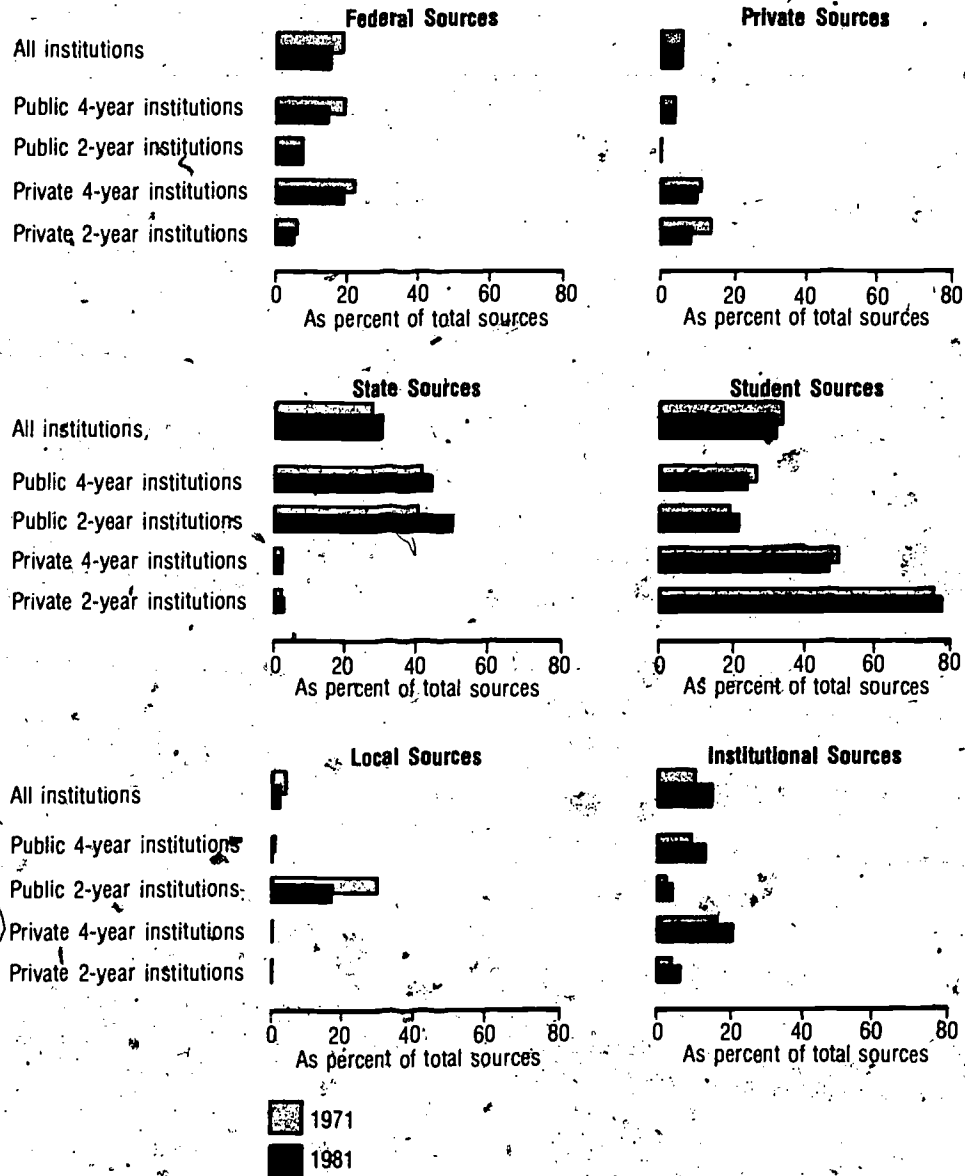 Federal Sources
Private Sources
All institutions
Public 4-year institutions
Public 2-year institutions
Private 4-year institutions
Private 2-year institutions
0 20 40 60 80
As percent of total sources
0 20 40 60 80
As percent of total sources
State Sources
Student Sources
All institutions
Public 4-year institutions
Public 2-year institutions
Private 4-year institutions
Private 2-year institutions
0 20 40 60 80
As percent of total sources
0 20 40 60 80
As percent of total sources
Local Sources
Institutional Sources
All institutions
Public 4-year institutions
Public 2-year institutions
Private 4-year institutions
Private 2-year institutions
0 20 40 60 80
As percent of total sources
0 20 40 60 80
As percent of total sources
1971
1981